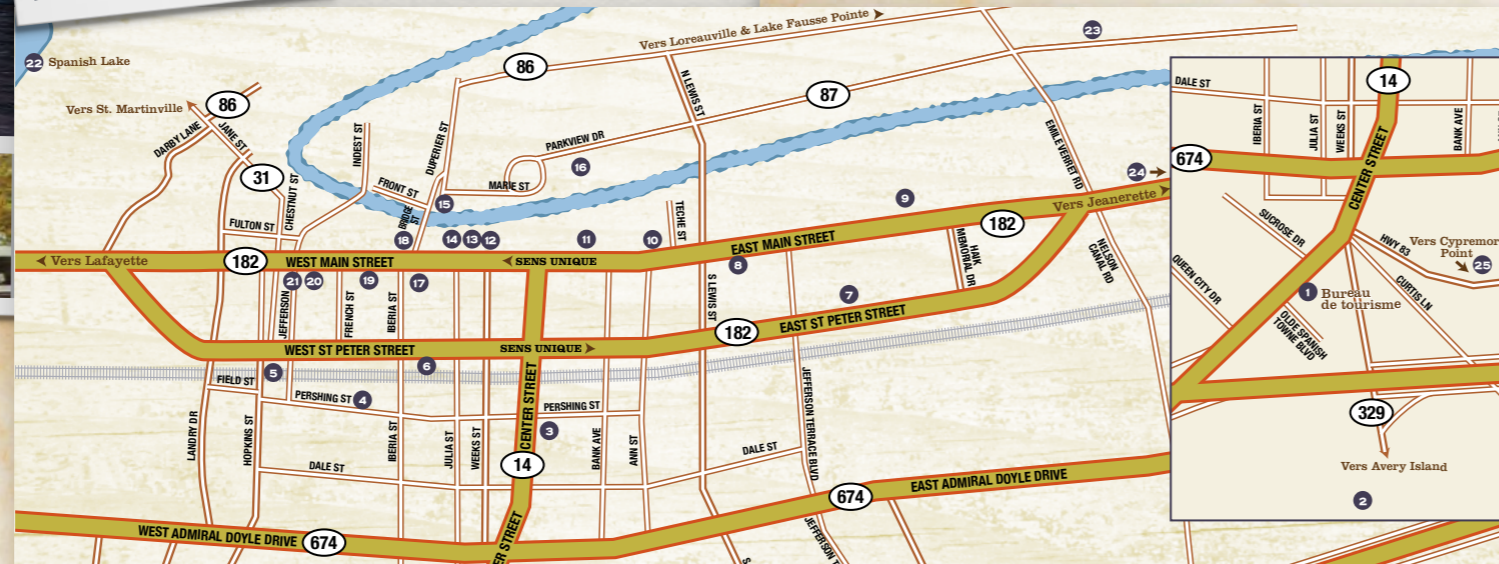 22 Spanish Lake
Vers St. Martinville
86
DARBY LANE
JANE ST
31
CHESTNUT ST
FULTON ST
INDEST ST
FRONT ST
DUPERIER ST
BRIDGE ST
86
Vers Loreauville & Lake Fausse Pointe
N LEWIS ST
87
PARKVIEW DR
MARIE ST
16
15
23
EMILE VERRET RD
24
Vers Jeanerette
9
182
18
14 13 12
11
10
TECHE ST
Vers Lafayette
182
WEST MAIN STREET
SENS UNIQUE
EAST MAIN STREET
8
HAIK
MEMORIAL DR
NELSON
CANAL RD
21 20
19
17
JEFFERSON
FRENCH ST
IBERIA ST
S LEWIS ST
7
WEST ST PETER STREET
SENS UNIQUE
182
EAST ST PETER STREET
5
6
FIELD ST
PERSHING ST
4
PERSHING ST
CENTER STREET
3
LANDRY DR
HOPKINS ST
IBERIA ST
JULIA ST
WEEKS ST
BANK AVE
ANN ST
JEFFERSON TERRACE BLVD
DALE ST
DALE ST
14
674
EAST ADMIRAL DOYLE DRIVE
WEST ADMIRAL DOYLE DRIVE
674
ER STREET
JEFFERSON T
S
DALE ST
14
IBERIA ST
JULIA ST
WEEKS ST
BANK AVE
674
CENTER STREET
SUCROSE DR
HWY 83
Vers Cypremor
Point
25
QUEEN CITY DR
CURTIS LN
1 Bureau
de tourisme
OLDE SPANISH
TOWNE BLVD
329
Vers Avery Island
2